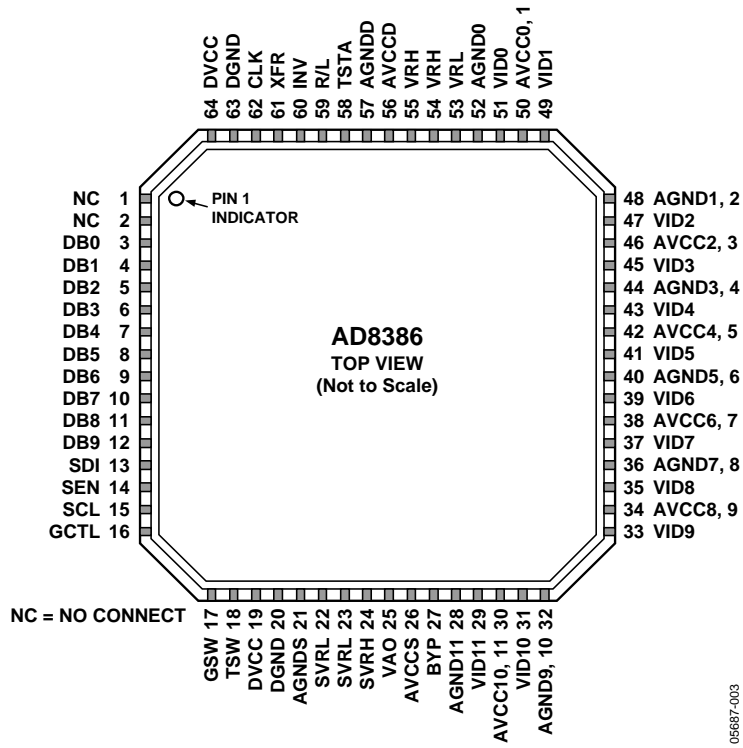 64 DVCC
63 DGND
62 CLK
61 XFR
60 INV
59 R/L
58 TSTA
57 AGNDD
56 AVCCD
55 VRH
54 VRH
53 VRL
52 AGND0
51 VID0
50 AVCC0, 1
49 VID1
NC 1
NC 2
DB0 3
DB1 4
DB2 5
DB3 6
DB4 7
DB5 8
DB6 9
DB7 10
DB8 11
DB9 12
SDI 13
SEN 14
SCL 15
GCTL 16
PIN 1
INDICATOR
AD8386
TOP VIEW
(Not to Scale)
48 AGND1, 2
47 VID2
46 AVCC2, 3
45 VID3
44 AGND3, 4
43 VID4
42 AVCC4, 5
41 VID5
40 AGND5, 6
39 VID6
38 AVCC6, 7
37 VID7
36 AGND7, 8
35 VID8
34 AVCC8, 9
33 VID9
NC = NO CONNECT
GSW 17
TSW 18
DVCC 19
DGND 20
AGNDS 21
SVRL 22
SVRL 23
SVRH 24
VAO 25
AVCCS 26
BYP 27
AGND11 28
VID11 29
AVCC10, 11 30
VID10 31
AGND9, 10 32
05687-003